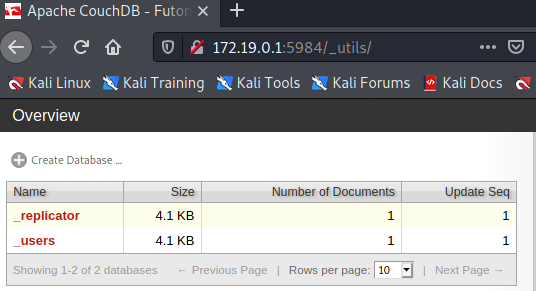 Apache CouchDB - Futon
172.19.0.1:5984/_utils/
Kali Linux Kali Training Kali Tools Kali Forums Kali Docs
Overview
Create Database ...
Name Size Number of Documents Update Seq
_replicator 4.1 KB 1 1
_users 4.1 KB 1 1
Showing 1-2 of 2 databases ← Previous Page | Rows per page: 10 | Next Page →